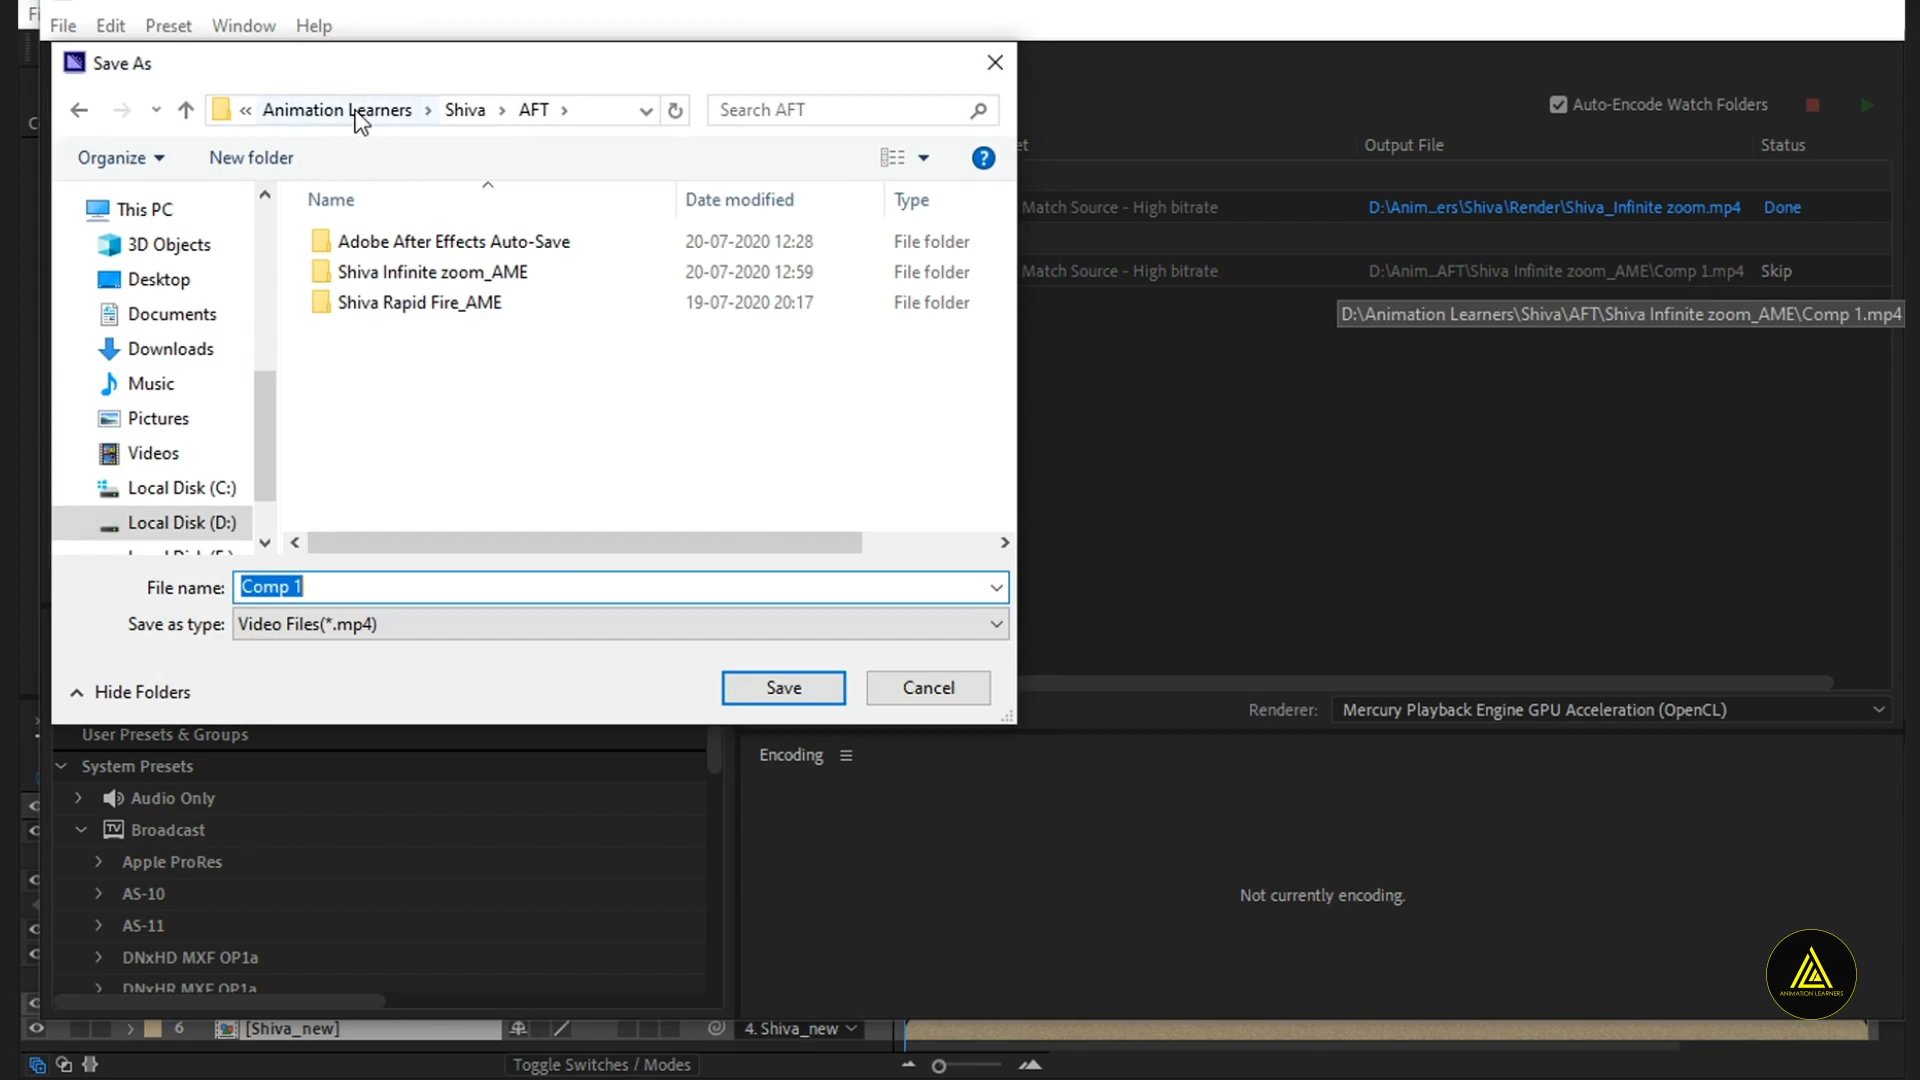 File Edit Preset Window Help
Save As
« Animation Learners > Shiva > AFT >
Search AFT
Auto-Encode Watch Folders
Organize
New folder
et
Output File
Status
Name
Date modified
Type
This PC
3D Objects
Desktop
Documents
Downloads
Music
Pictures
Videos
Local Disk (C:)
Local Disk (D:)
Adobe After Effects Auto-Save 20-07-2020 12:28 File folder
Shiva Infinite zoom_AME 20-07-2020 12:59 File folder
Shiva Rapid Fire_AME 19-07-2020 20:17 File folder
Match Source - High bitrate D:\Anim_ers\Shiva\Render\Shiva_Infinite zoom.mp4 Done
Match Source - High bitrate D:\Anim_AFT\Shiva Infinite zoom_AME\Comp 1.mp4 Skip
D:\Animation Learners\Shiva\AFT\Shiva Infinite zoom_AME\Comp 1.mp4
File name: Comp 1
Save as type: Video Files(*.mp4)
Hide Folders
Save
Cancel
Renderer: Mercury Playback Engine GPU Acceleration (OpenCL)
User Presets & Groups
System Presets
Audio Only
TV Broadcast
Apple ProRes
AS-10
AS-11
DNxHD MXF OP1a
DNxHR MXF OP1a
Encoding
Not currently encoding.
ANIMATION LEARNERS
6 [Shiva_new] 4. Shiva_new
Toggle Switches / Modes